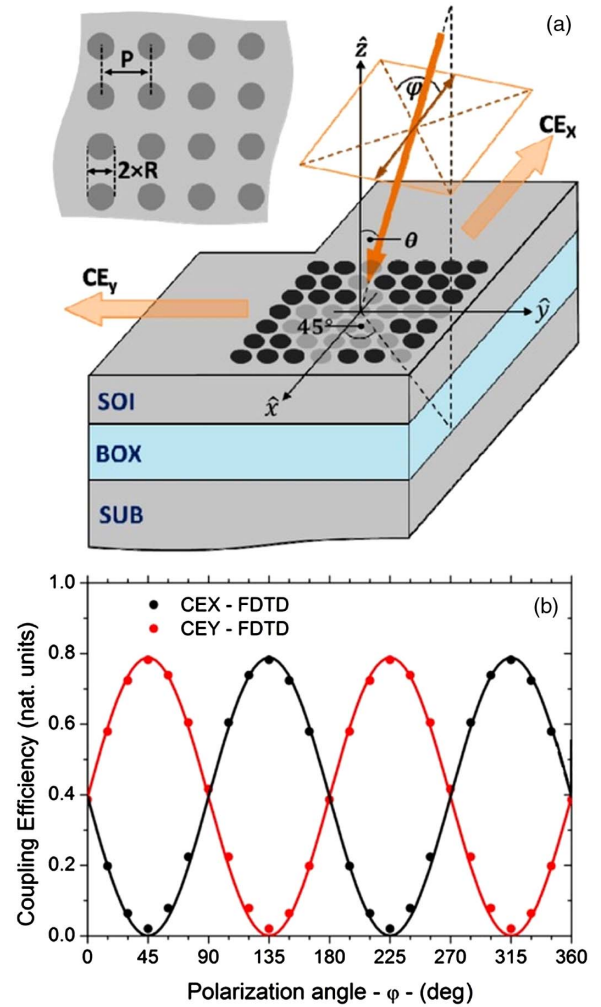 (a)
P
2×R
ẑ
φ
CEx
θ
CEy
45°
ŷ
x̂
SOI
BOX
SUB
(b)
CEX - FDTD
CEY - FDTD
1.0
0.8
0.6
0.4
0.2
0.0
Coupling Efficiency (nat. units)
0 45 90 135 180 225 270 315 360
Polarization angle - φ - (deg)